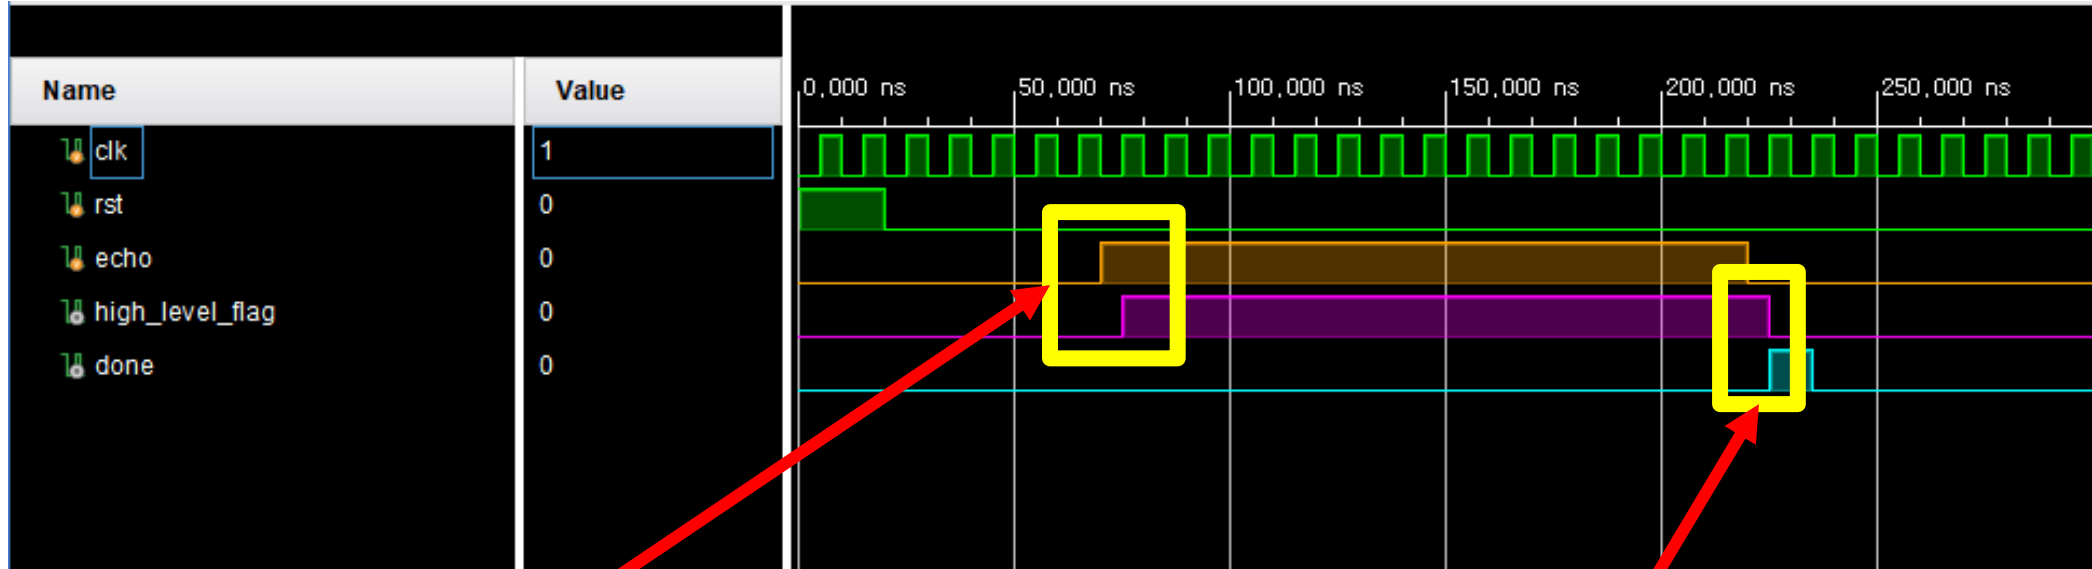 Name Value 0,000 ns 50,000 ns 100,000 ns 150,000 ns 200,000 ns 250,000 ns
clk 1
rst 0
echo 0
high_level_flag 0
done 0